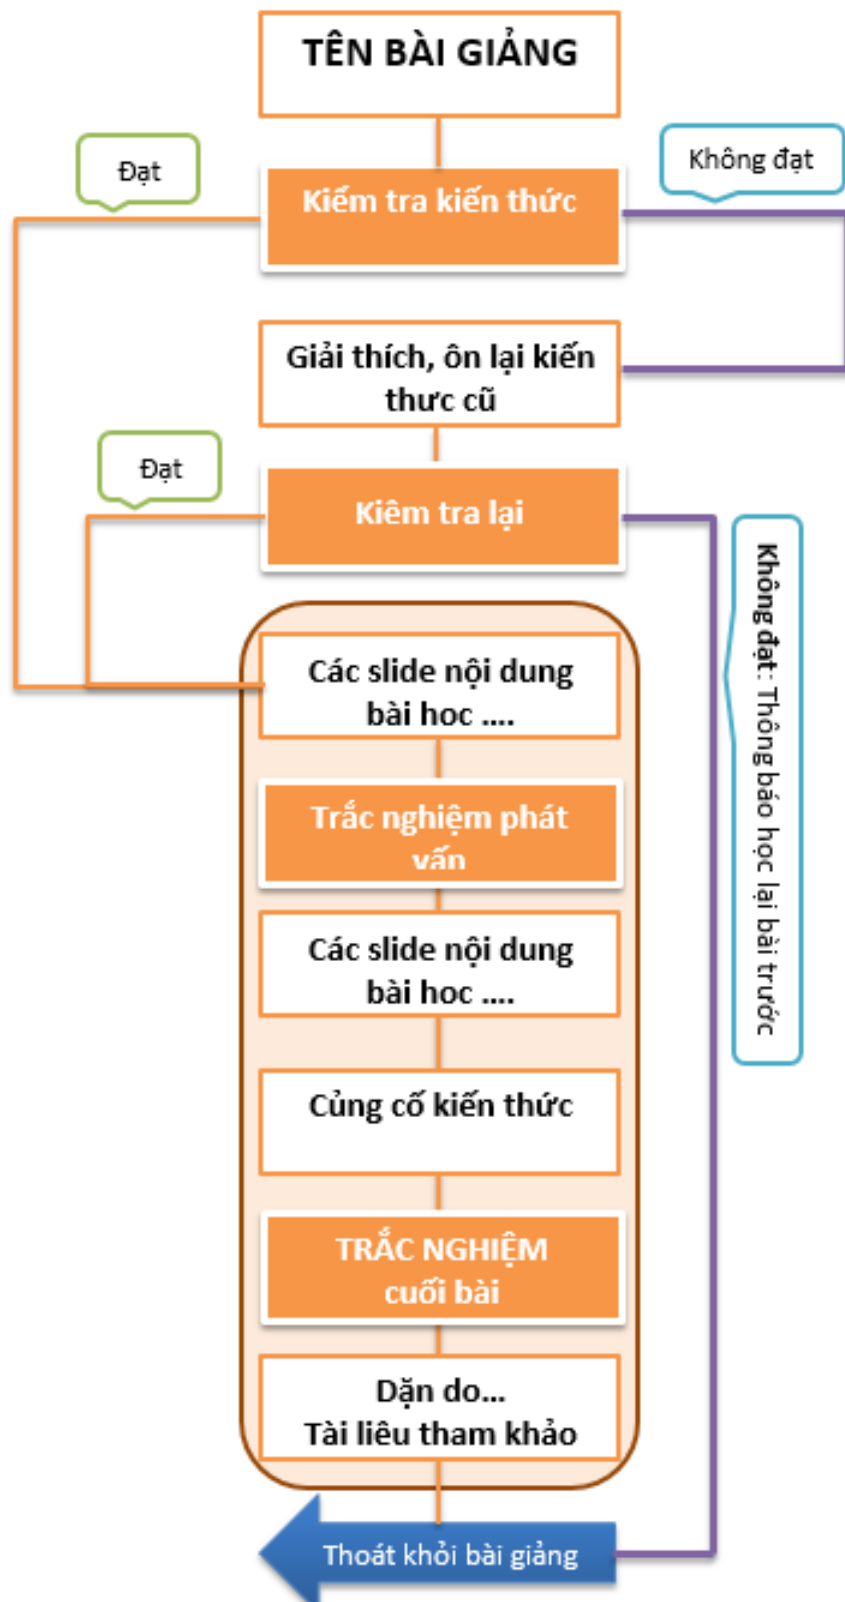 TÊN BÀI GIẢNG
Đạt
Không đạt
Kiểm tra kiến thức
Giải thích, ôn lại kiến
thưc cũ
Đạt
Kiêm tra lại
Không đạt: Thông báo học lại bài trước
Các slide nội dung
bài hoc ....
Trắc nghiệm phát
vấn
Các slide nội dung
bài hoc ....
Củng cố kiến thức
TRẮC NGHIỆM
cuối bài
Dặn do...
Tài liêu tham khảo
Thoát khỏi bài giảng